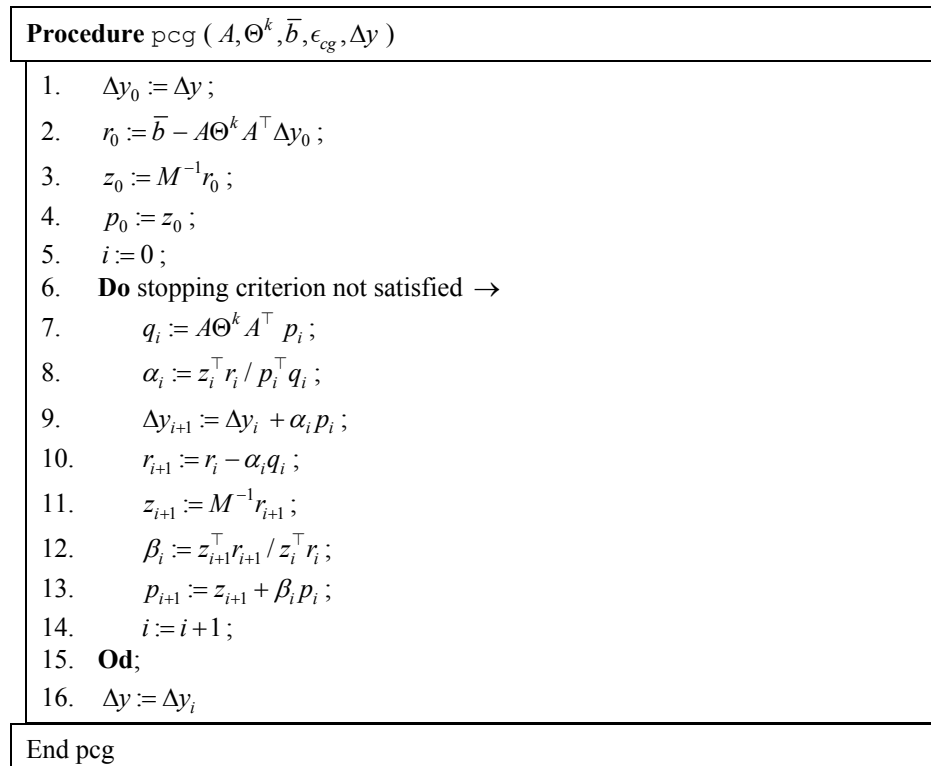 Procedure pcg ( A, Θ^k, b̄, ϵ_cg, Δy )
1. Δy_0 := Δy ;
2. r_0 := b̄ − AΘ^k A^⊤ Δy_0 ;
3. z_0 := M^{−1} r_0 ;
4. p_0 := z_0 ;
5. i := 0 ;
6. Do stopping criterion not satisfied →
7. q_i := AΘ^k A^⊤ p_i ;
8. α_i := z_i^⊤ r_i / p_i^⊤ q_i ;
9. Δy_{i+1} := Δy_i + α_i p_i ;
10. r_{i+1} := r_i − α_i q_i ;
11. z_{i+1} := M^{−1} r_{i+1} ;
12. β_i := z_{i+1}^⊤ r_{i+1} / z_i^⊤ r_i ;
13. p_{i+1} := z_{i+1} + β_i p_i ;
14. i := i + 1 ;
15. Od;
16. Δy := Δy_i
End pcg